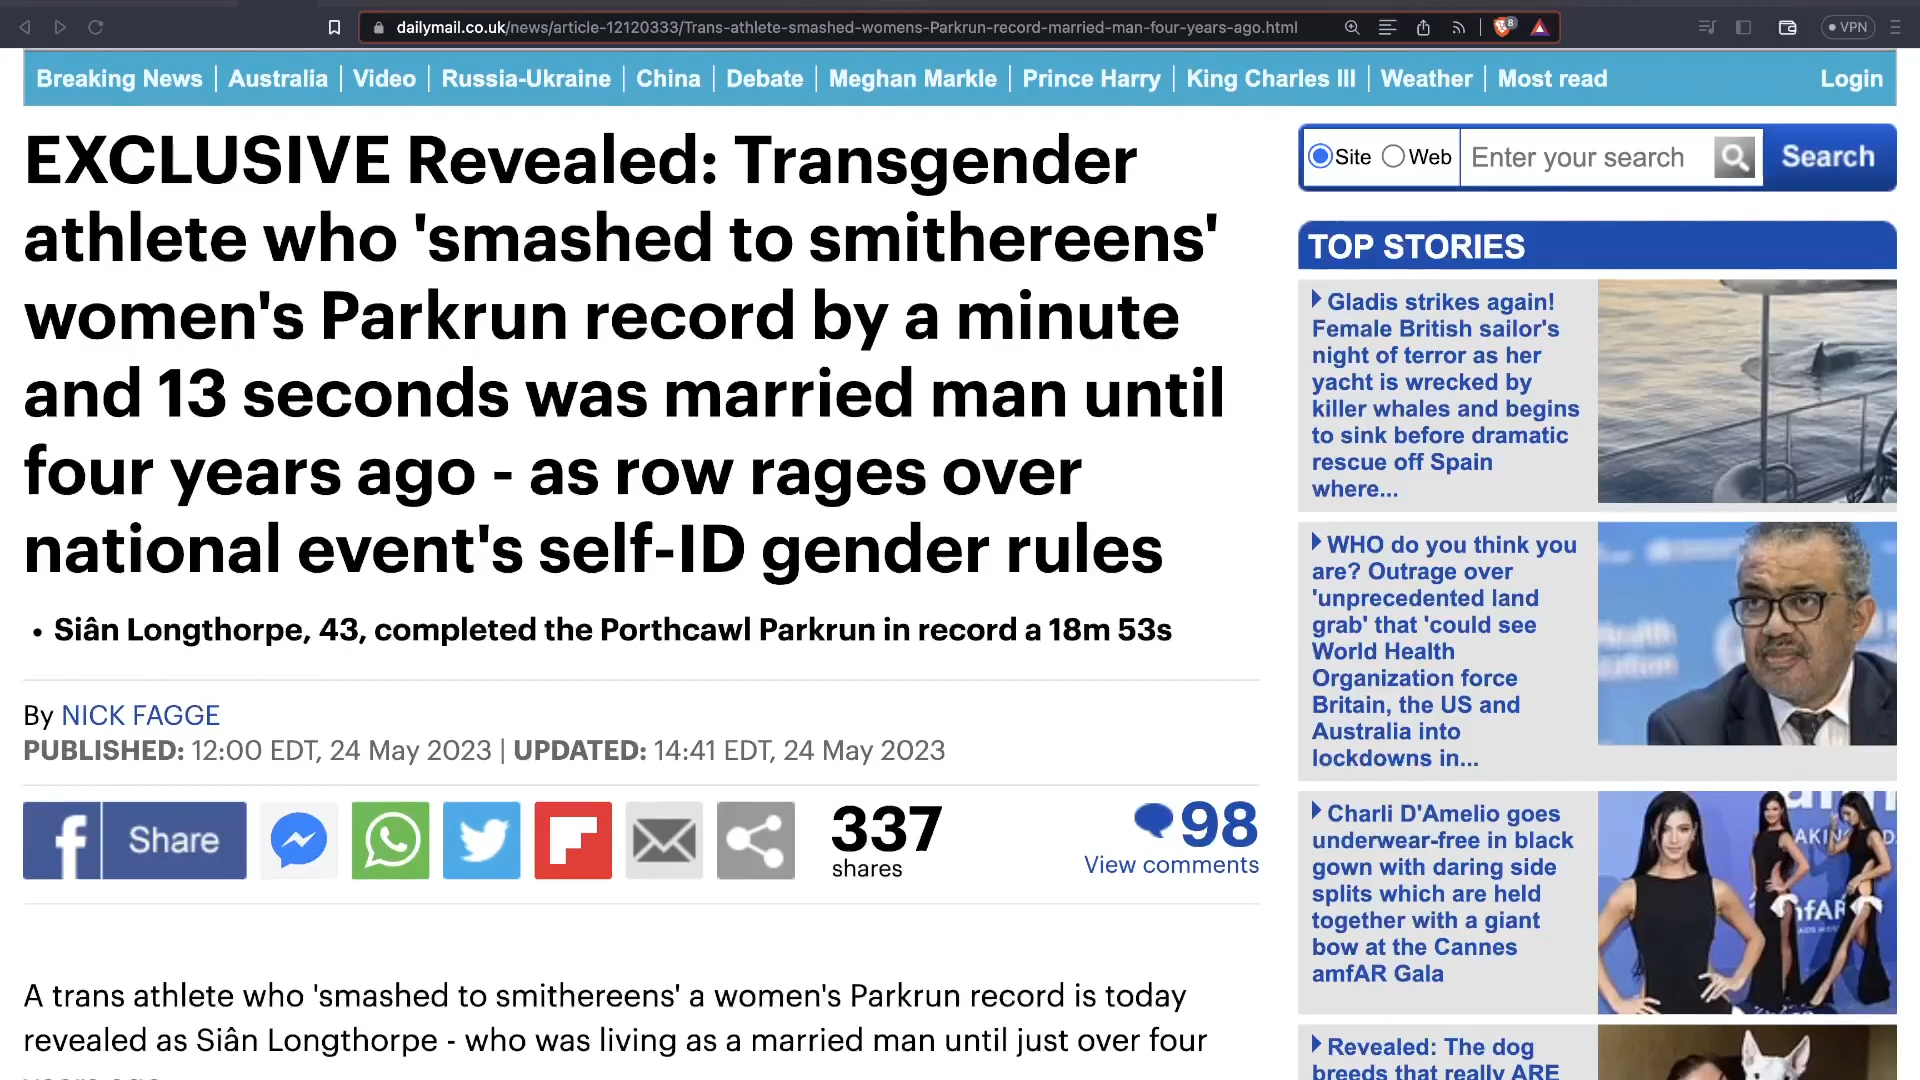 dailymail.co.uk/news/article-12120333/Trans-athlete-smashed-womens-Parkrun-record-married-man-four-years-ago.html
8
VPN
Breaking News | Australia | Video | Russia-Ukraine | China | Debate | Meghan Markle | Prince Harry | King Charles III | Weather | Most read
Login
EXCLUSIVE Revealed: Transgender
athlete who 'smashed to smithereens'
women's Parkrun record by a minute
and 13 seconds was married man until
four years ago - as row rages over
national event's self-ID gender rules
• Siân Longthorpe, 43, completed the Porthcawl Parkrun in record a 18m 53s
By NICK FAGGE
PUBLISHED: 12:00 EDT, 24 May 2023 | UPDATED: 14:41 EDT, 24 May 2023
Share
337
shares
98
View comments
A trans athlete who 'smashed to smithereens' a women's Parkrun record is today
revealed as Siân Longthorpe - who was living as a married man until just over four
Site Web Enter your search Search
TOP STORIES
Gladis strikes again!
Female British sailor's
night of terror as her
yacht is wrecked by
killer whales and begins
to sink before dramatic
rescue off Spain
where...
WHO do you think you
are? Outrage over
'unprecedented land
grab' that 'could see
World Health
Organization force
Britain, the US and
Australia into
lockdowns in...
Charli D'Amelio goes
underwear-free in black
gown with daring side
splits which are held
together with a giant
bow at the Cannes
amfAR Gala
Revealed: The dog
breeds that really ARE